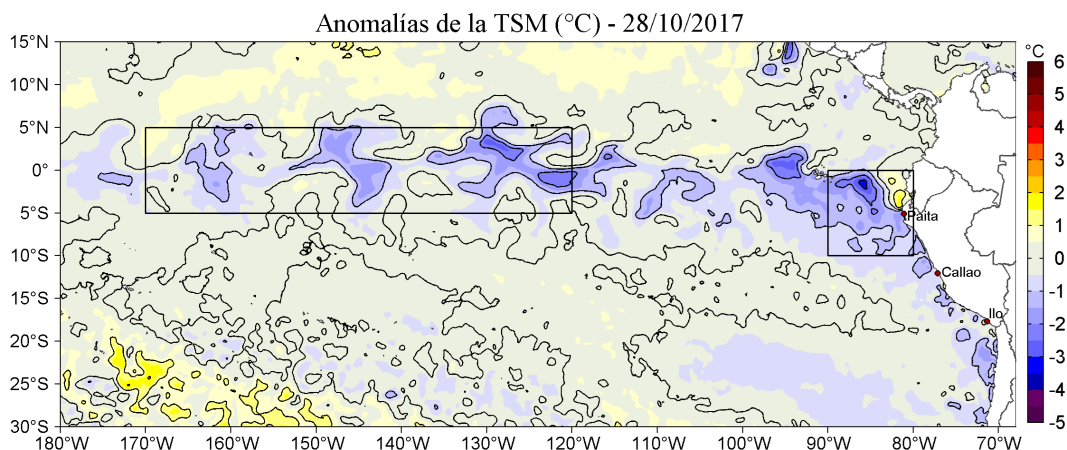 Anomalías de la TSM (°C) - 28/10/2017
15°N
10°N
5°N
0°
5°S
10°S
15°S
20°S
25°S
30°S
180°W
170°W
160°W
150°W
140°W
130°W
120°W
110°W
100°W
90°W
80°W
70°W
Paita
Callao
Ilo
°C
6
5
4
3
2
1
0
-1
-2
-3
-4
-5